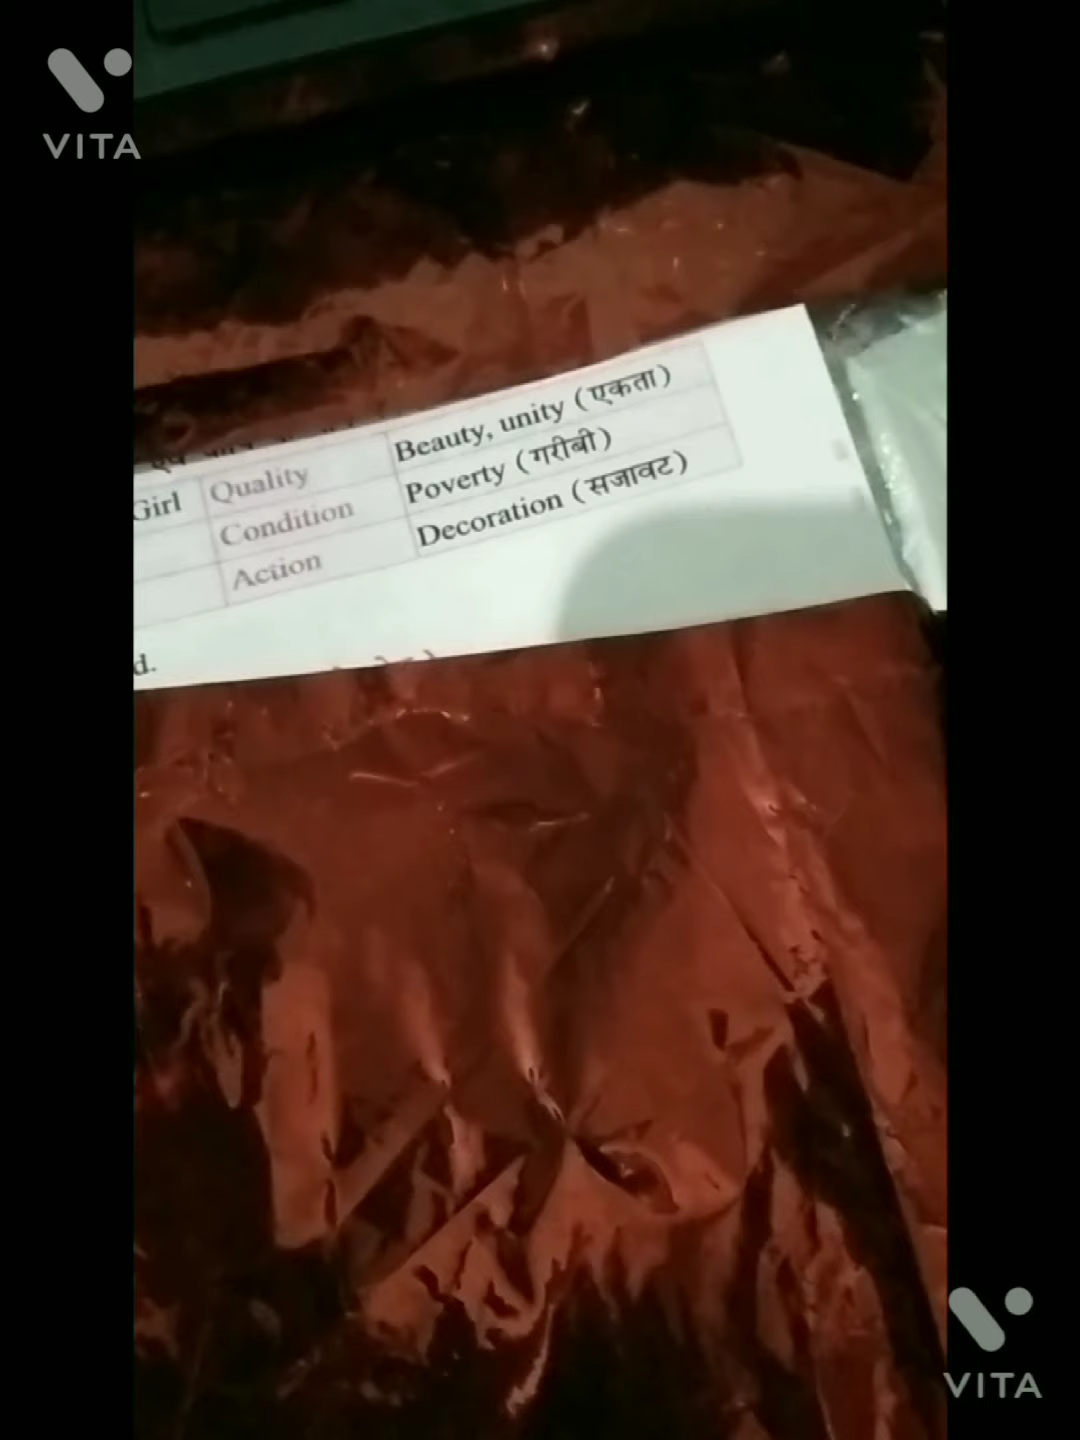 VITA
Girl Quality Beauty, unity (एकता)
Condition Poverty (गरीबी)
Action Decoration (सजावट)
d.
VITA